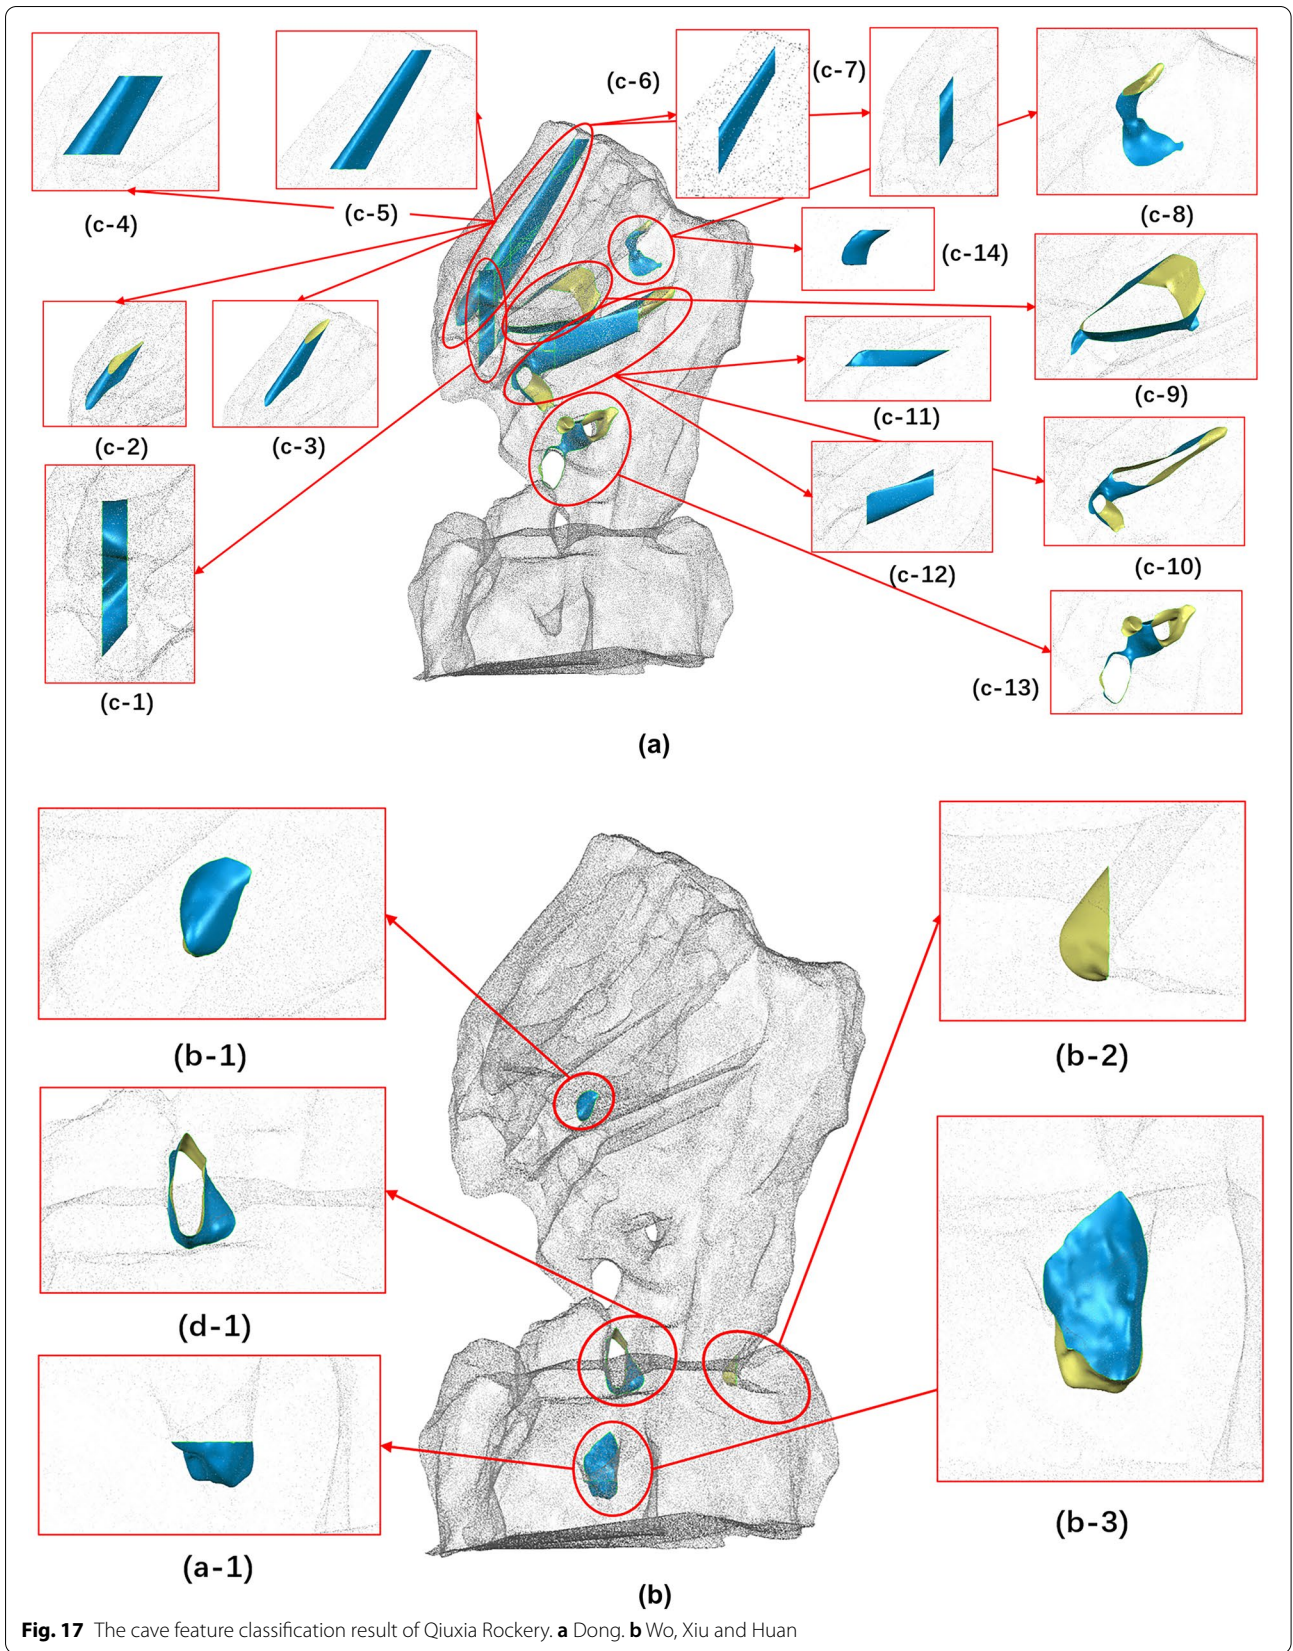 (c-6)
(c-7)
(c-4)
(c-5)
(c-8)
(c-14)
(c-9)
(c-11)
(c-2)
(c-3)
(c-12)
(c-10)
(c-1)
(c-13)
(a)
(b-1)
(b-2)
(d-1)
(b-3)
(a-1)
(b)
Fig. 17 The cave feature classification result of Qiuxia Rockery. a Dong. b Wo, Xiu and Huan